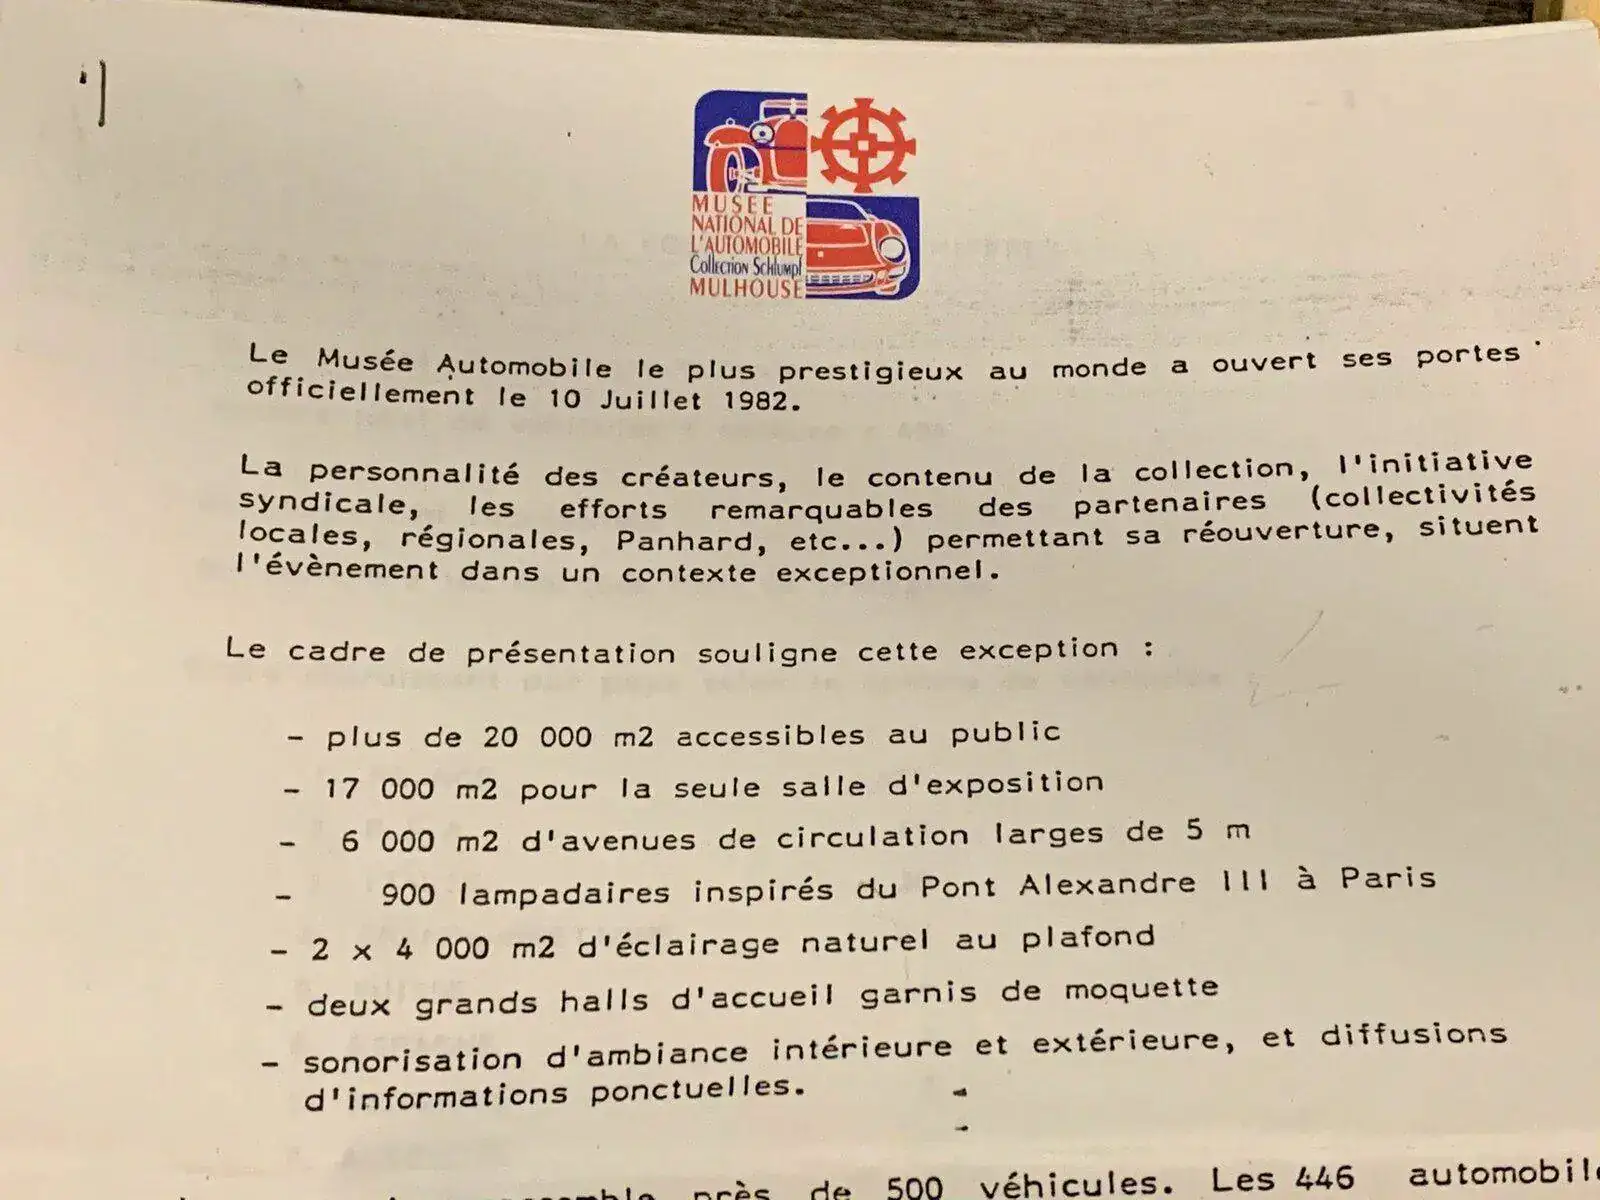 MUSEE
NATIONAL DE
L'AUTOMOBILE
Collection Schlumpf
MULHOUSE
Le Musée Automobile le plus prestigieux au monde a ouvert ses portes
officiellement le 10 Juillet 1982.
La personnalité des créateurs, le contenu de la collection, l'initiative
syndicale, les efforts remarquables des partenaires (collectivités
locales, régionales, Panhard, etc...) permettant sa réouverture, situent
l'évènement dans un contexte exceptionnel.
Le cadre de présentation souligne cette exception :
- plus de 20 000 m2 accessibles au public
- 17 000 m2 pour la seule salle d'exposition
- 6 000 m2 d'avenues de circulation larges de 5 m
- 900 lampadaires inspirés du Pont Alexandre III à Paris
- 2 x 4 000 m2 d'éclairage naturel au plafond
- deux grands halls d'accueil garnis de moquette
- sonorisation d'ambiance intérieure et extérieure, et diffusions
d'informations ponctuelles.
près de 500 véhicules. Les 446